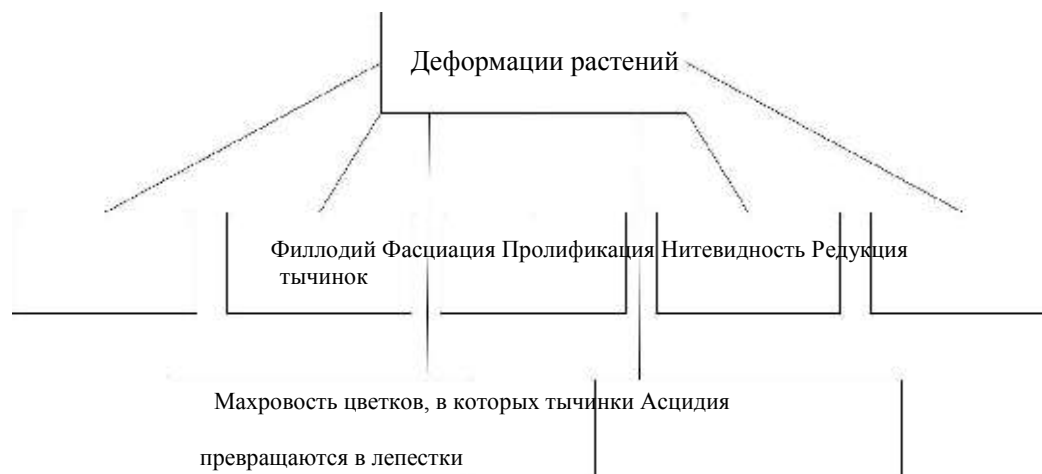 Деформации растений
Филлодий Фасциация Пролификация Нитевидность Редукция
тычинок
Махровость цветков, в которых тычинки Асцидия
превращаются в лепестки